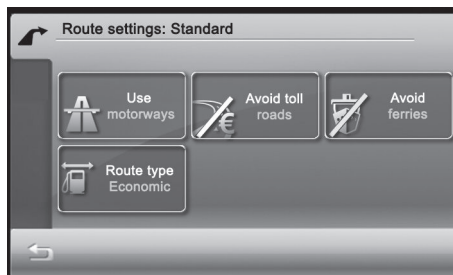 Route settings: Standard
Use
motorways
Avoid toll
roads
€
Avoid
ferries
Route type
Economic